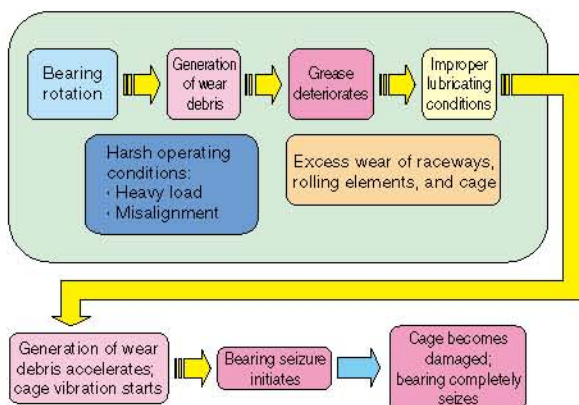 Bearing
rotation
Generation
of wear
debris
Grease
deteriorates
Improper
lubricating
conditions
Harsh operating
conditions:
· Heavy load
· Misalignment
Excess wear of raceways,
rolling elements, and cage
Generation of wear
debris accelerates;
cage vibration starts
Bearing seizure
initiates
Cage becomes
damaged;
bearing completely
seizes